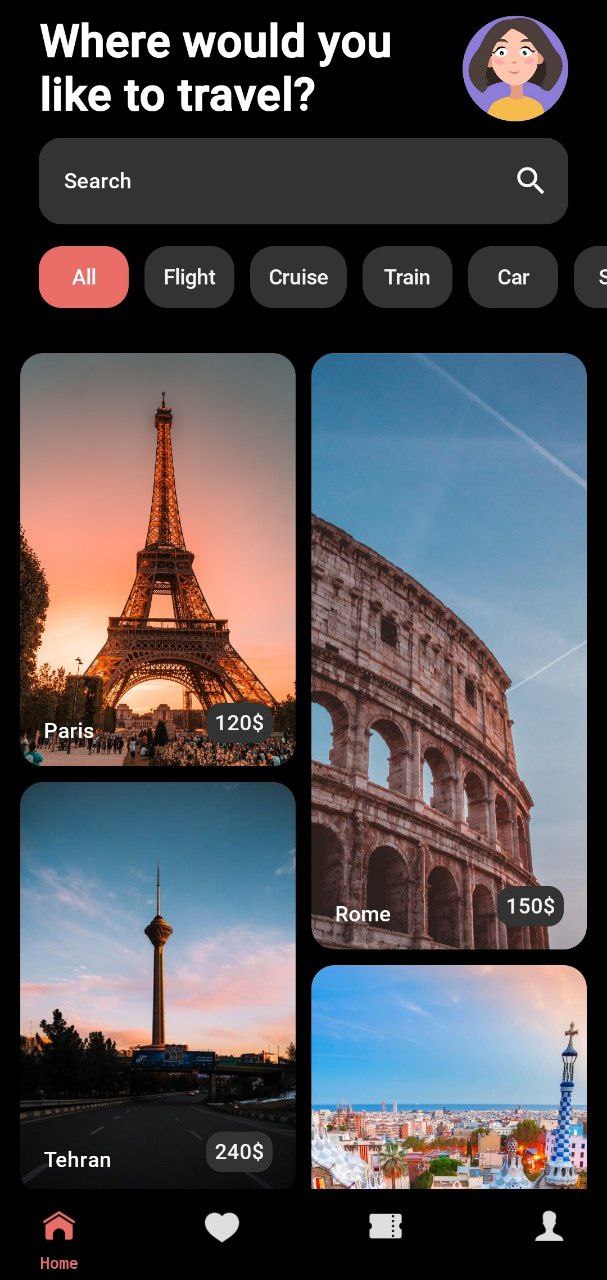 Where would you
like to travel?
Search
All Flight Cruise Train Car S
Paris 120$
Rome 150$
Tehran 240$
Home